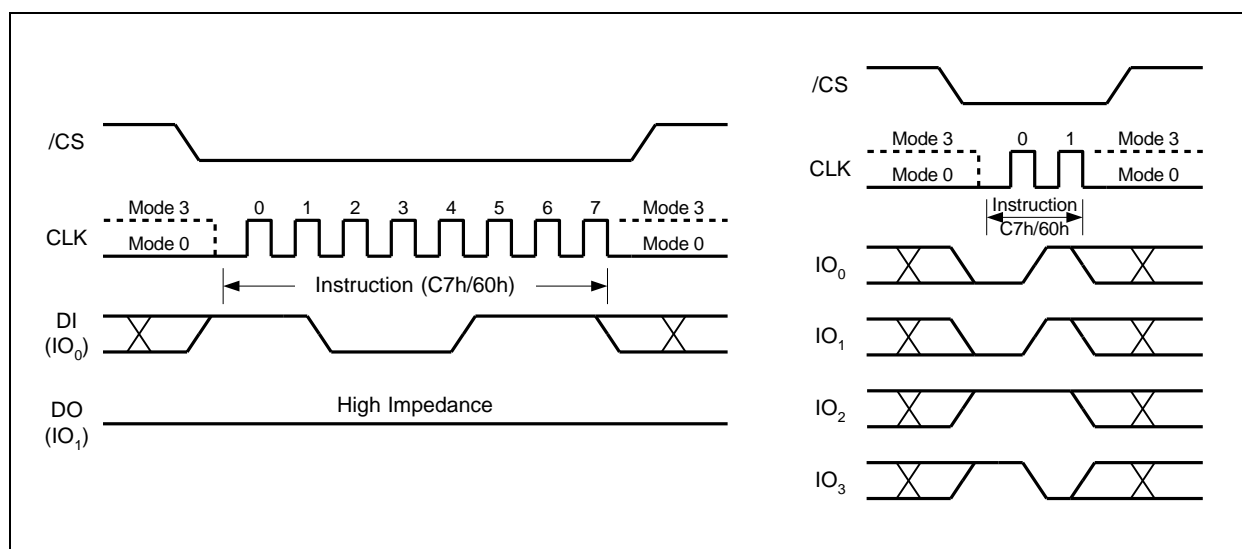 /CS
Mode 3
0 1 2 3 4 5 6 7
Mode 3
CLK
Mode 0
Mode 0
Instruction (C7h/60h)
DI
(IO0)
DO
(IO1)
High Impedance
/CS
Mode 3
0 1
Mode 3
CLK
Mode 0
Mode 0
Instruction
C7h/60h
IO0
IO1
IO2
IO3